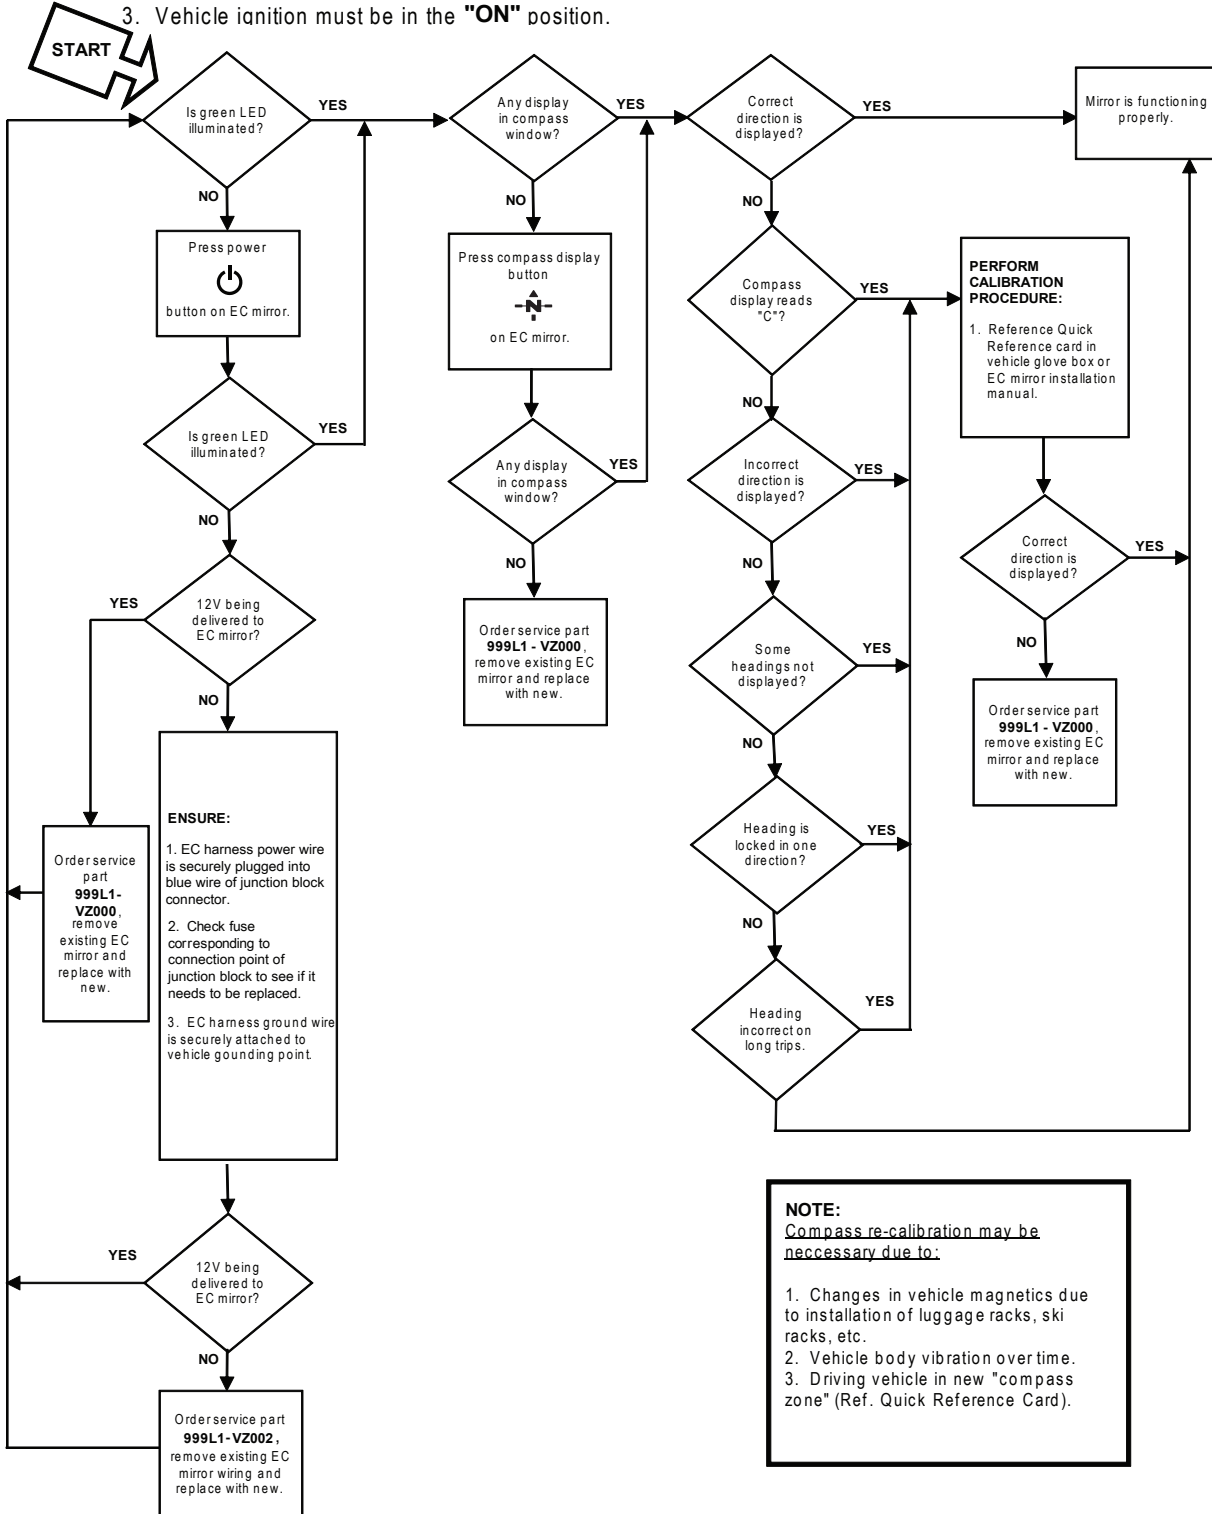 3. Vehicle ignition must be in the "ON" position.
START
Is green LED
illuminated?
YES
NO
Press power
button on EC mirror.
Is green LED
illuminated?
YES
NO
12V being
delivered to
EC mirror?
YES
NO
Order service
part
999L1-
VZ000,
remove
existing EC
mirror and
replace with
new.
ENSURE:
1. EC harness power wire
is securely plugged into
blue wire of junction block
connector.
2. Check fuse
corresponding to
connection point of
junction block to see if it
needs to be replaced.
3. EC harness ground wire
is securely attached to
vehicle gounding point.
12V being
delivered to
EC mirror?
YES
NO
Order service part
999L1-VZ002,
remove existing EC
mirror wiring and
replace with new.
Any display
in compass
window?
YES
NO
Press compass display
button
N
on EC mirror.
Any display
in compass
window?
YES
NO
Order service part
999L1 - VZ000,
remove existing EC
mirror and replace
with new.
Correct
direction is
displayed?
YES
NO
Compass
display reads
"C"?
YES
NO
Incorrect
direction is
displayed?
YES
NO
Some
headings not
displayed?
YES
NO
Heading is
locked in one
direction?
YES
NO
Heading
incorrect on
long trips.
YES
Mirror is functioning
properly.
PERFORM
CALIBRATION
PROCEDURE:
1. Reference Quick
Reference card in
vehicle glove box or
EC mirror installation
manual.
Correct
direction is
displayed?
YES
NO
Order service part
999L1 - VZ000,
remove existing EC
mirror and replace
with new.
NOTE:
Compass re-calibration may be
neccessary due to:
1. Changes in vehicle magnetics due
to installation of luggage racks, ski
racks, etc.
2. Vehicle body vibration over time.
3. Driving vehicle in new "compass
zone" (Ref. Quick Reference Card).